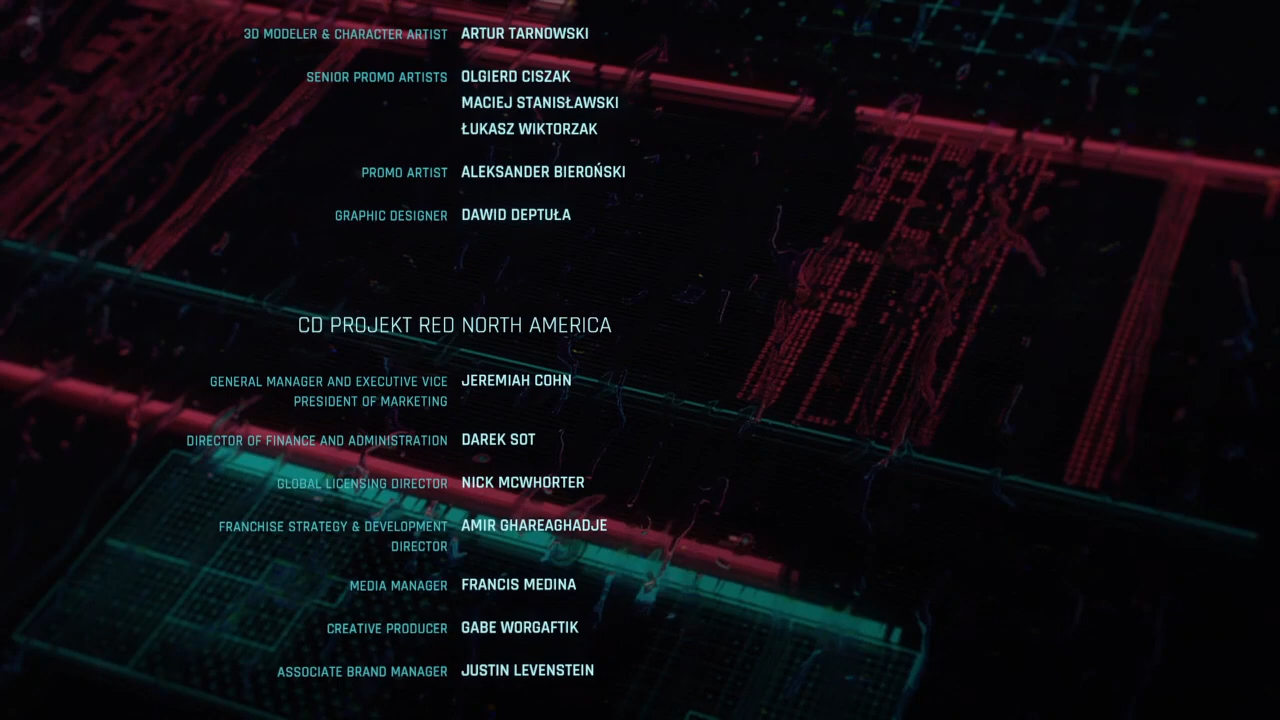 3D MODELER & CHARACTER ARTIST ARTUR TARNOWSKI
SENIOR PROMO ARTISTS OLGIERD CISZAK
MACIEJ STANISŁAWSKI
ŁUKASZ WIKTORZAK
PROMO ARTIST ALEKSANDER BIEROŃSKI
GRAPHIC DESIGNER DAWID DEPTUŁA
CD PROJEKT RED NORTH AMERICA
GENERAL MANAGER AND EXECUTIVE VICE JEREMIAH COHN
PRESIDENT OF MARKETING
DIRECTOR OF FINANCE AND ADMINISTRATION DAREK SOT
GLOBAL LICENSING DIRECTOR NICK MCWHORTER
FRANCHISE STRATEGY & DEVELOPMENT AMIR GHAREAGHADJE
DIRECTOR
MEDIA MANAGER FRANCIS MEDINA
CREATIVE PRODUCER GABE WORGAFTIK
ASSOCIATE BRAND MANAGER JUSTIN LEVENSTEIN